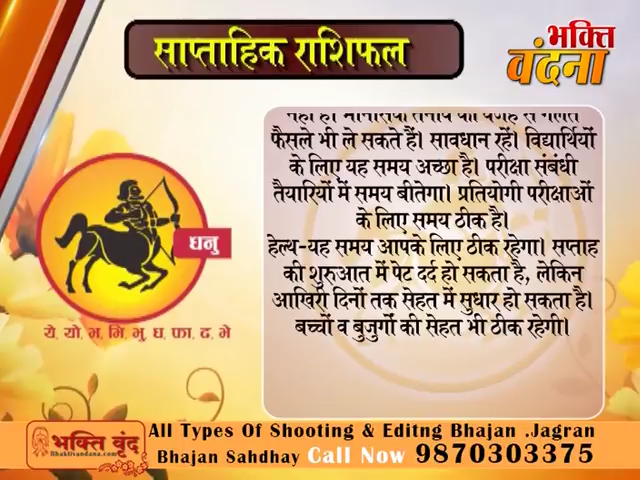 साप्ताहिक राशिफल
भक्ति
वंदना
फैसले भी ले सकते हैं। सावधान रहें। विद्यार्थियों
के लिए यह समय अच्छा है। परीक्षा संबंधी
तैयारियों में समय बीतेगा। प्रतियोगी परीक्षाओं
के लिए समय ठीक है।
हेल्थ-यह समय आपके लिए ठीक रहेगा। सप्ताह
की शुरुआत में पेट दर्द हो सकता है, लेकिन
आखिरी दिनों तक सेहत में सुधार हो सकता है।
बच्चों व बुजुर्गो की सेहत भी ठीक रहेगी।
धनु
ये, यो, भ, भि, भु, ध, फा, ढ, भे
भक्ति वृंद
Bhaktivandana.com
All Types Of Shooting & Editng Bhajan .Jagran
Bhajan Sahdhay Call Now 9870303375